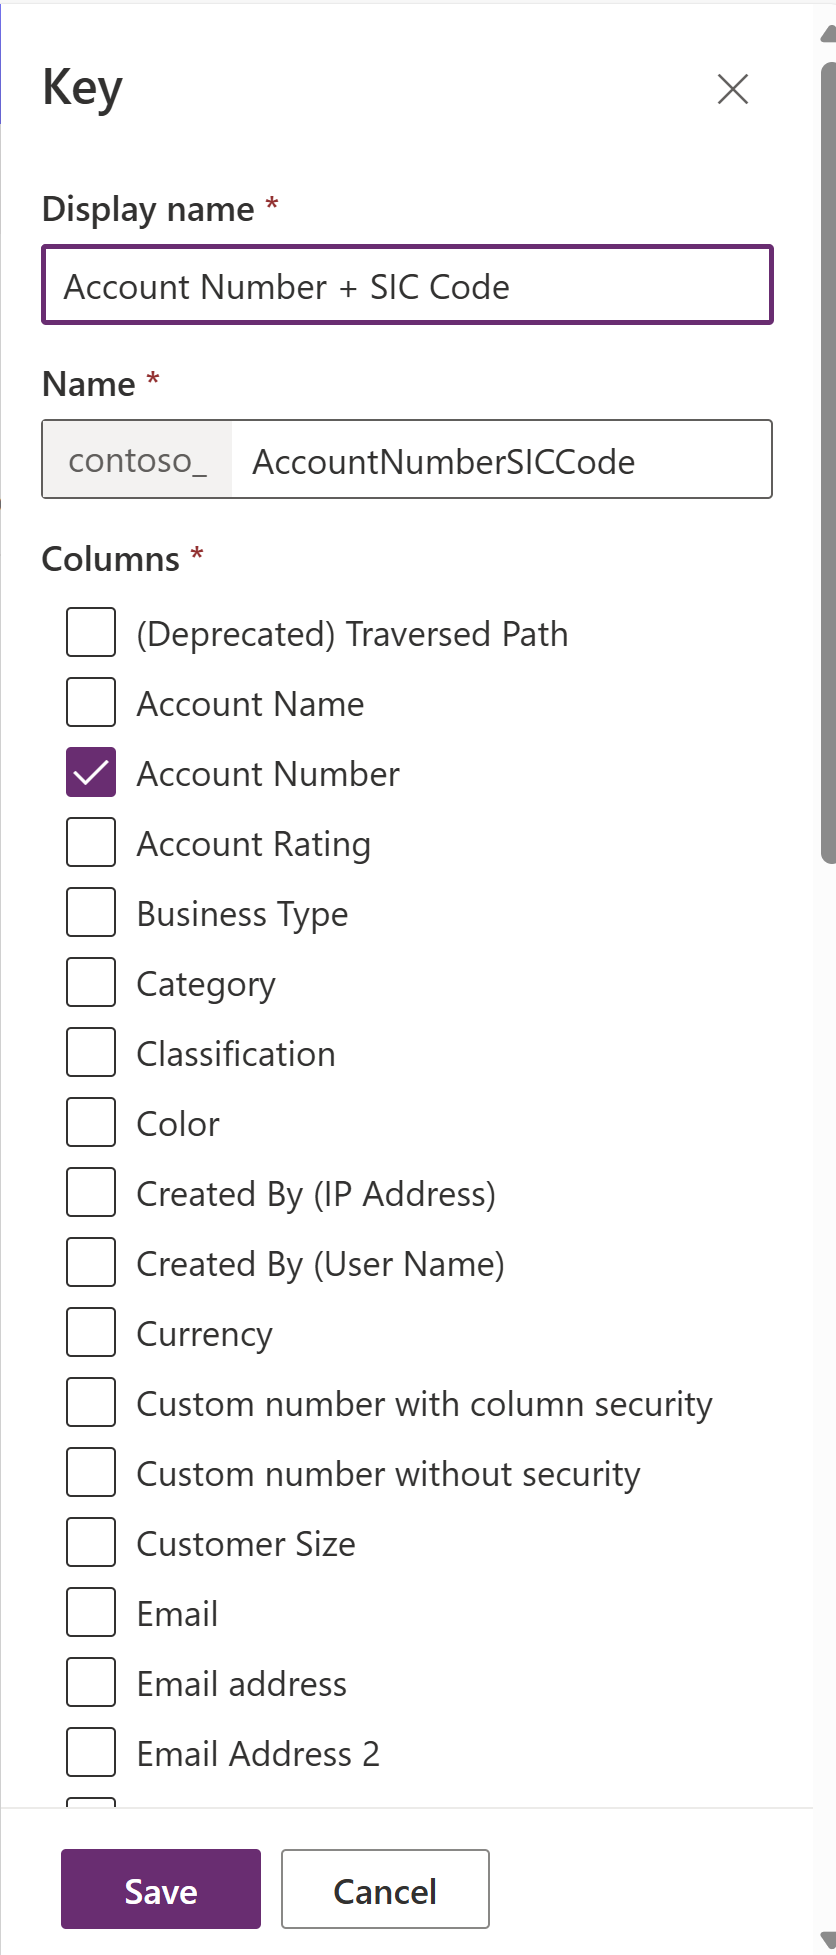 Key
Display name *
Account Number + SIC Code
Name *
contoso_ AccountNumberSICCode
Columns *
(Deprecated) Traversed Path
Account Name
Account Number
Account Rating
Business Type
Category
Classification
Color
Created By (IP Address)
Created By (User Name)
Currency
Custom number with column security
Custom number without security
Customer Size
Email
Email address
Email Address 2
Save Cancel